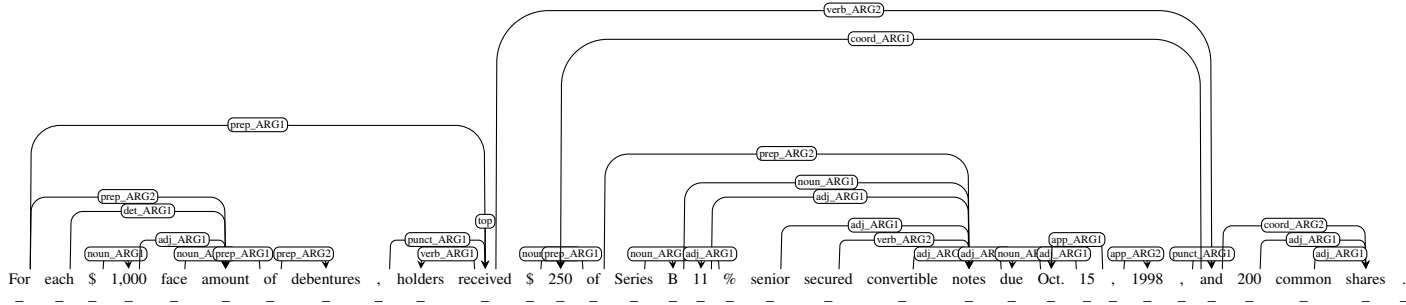 verb_ARG2
coord_ARG1
prep_ARG1
prep_ARG2
noun_ARG1
prep_ARG2 adj_ARG1
det_ARG1
top adj_ARG1 coord_ARG2
adj_ARG1 punct_ARG1 verb_ARG2 app_ARG1 adj_ARG1
noun_ARG1 prep_ARG1 prep_ARG2 verb_ARG1 prep_ARG1 adj_ARG1 adj_ARG1 app_ARG2 punct_ARG1 adj_ARG1
For each $ 1,000 face amount of debentures , holders received $ 250 of Series B 11 % senior secured convertible notes due Oct. 15 , 1998 , and 200 common shares .
_ _ _ _ _ _ _ _ _ _ _ _ _ _ _ _ _ _ _ _ _ _ _ _ _ _ _ _ _ _ _ _ _